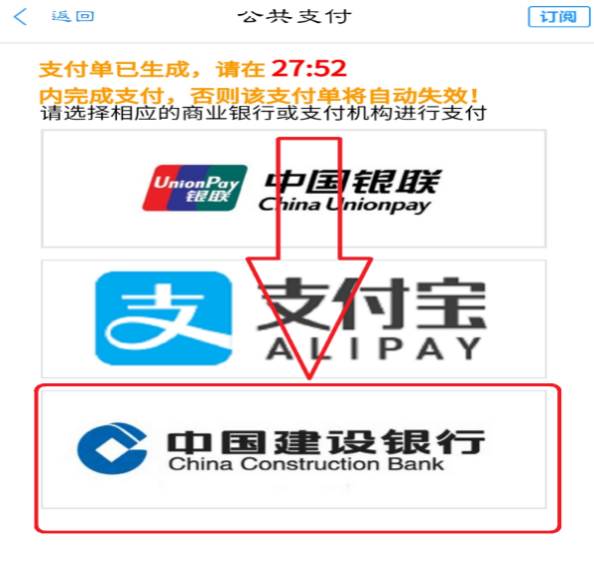 返回
公共支付
订阅
支付单已生成，请在 27:52
内完成支付，否则该支付单将自动失效！
请选择相应的商业银行或支付机构进行支付
UnionPay
银联
中国银联
China Unionpay
支
支付宝
ALIPAY
中国建设银行
China Construction Bank